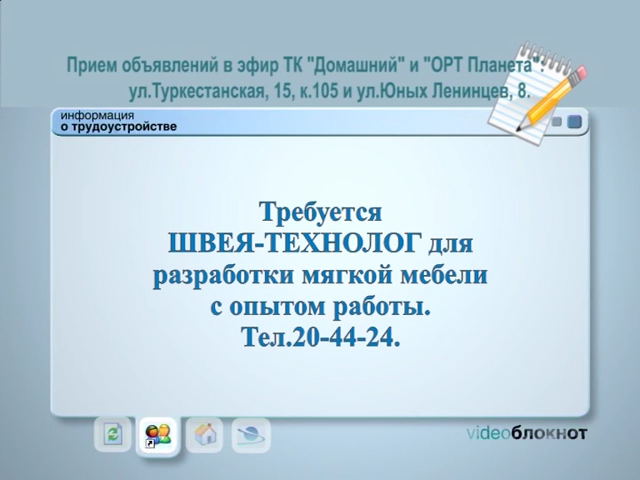 Прием объявлений в эфир ТК "Домашний" и "ОРТ Планета":
ул.Туркестанская, 15, к.105 и ул.Юных Ленинцев, 8.
информация
о трудоустройстве
Требуется
ШВЕЯ-ТЕХНОЛОГ для
разработки мягкой мебели
с опытом работы.
Тел.20-44-24.
videoблокнот